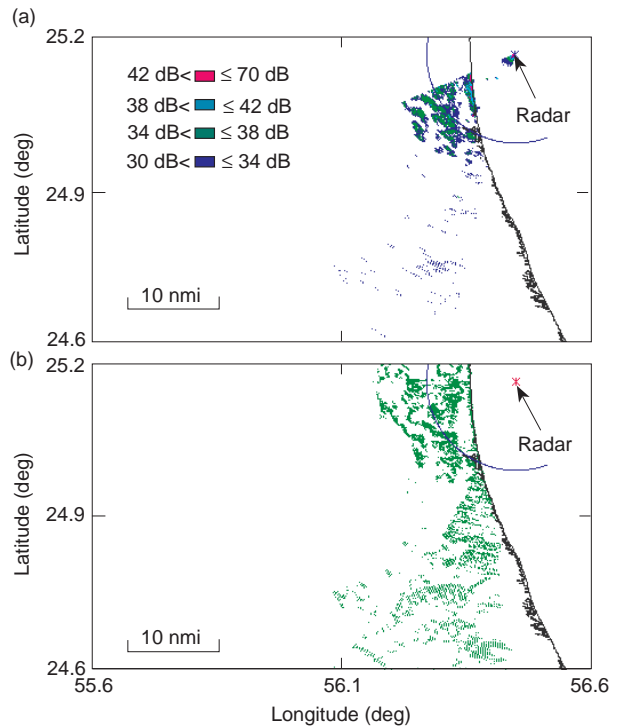 (a)
25.2
42 dB< ≤ 70 dB
38 dB< ≤ 42 dB
34 dB< ≤ 38 dB
30 dB< ≤ 34 dB
Radar
Latitude (deg)
24.9
10 nmi
24.6
(b)
25.2
Radar
Latitude (deg)
24.9
10 nmi
24.6
55.6
56.1
56.6
Longitude (deg)